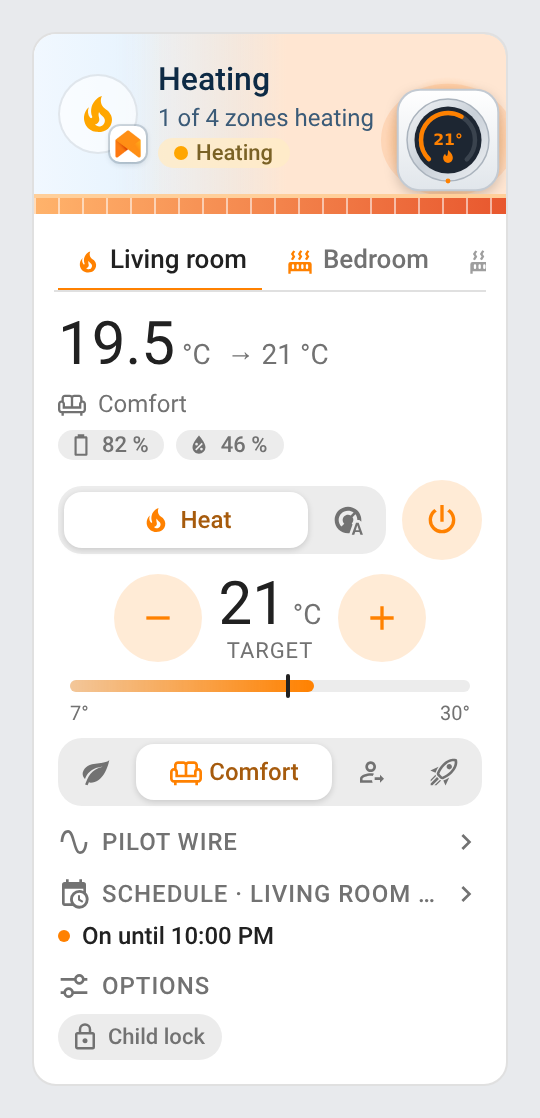 Heating
1 of 4 zones heating
Heating
21°
Living room
Bedroom
19.5 °C → 21 °C
Comfort
82 %
46 %
Heat
A
21 °C
TARGET
7°
30°
Comfort
PILOT WIRE
SCHEDULE · LIVING ROOM ...
On until 10:00 PM
OPTIONS
Child lock